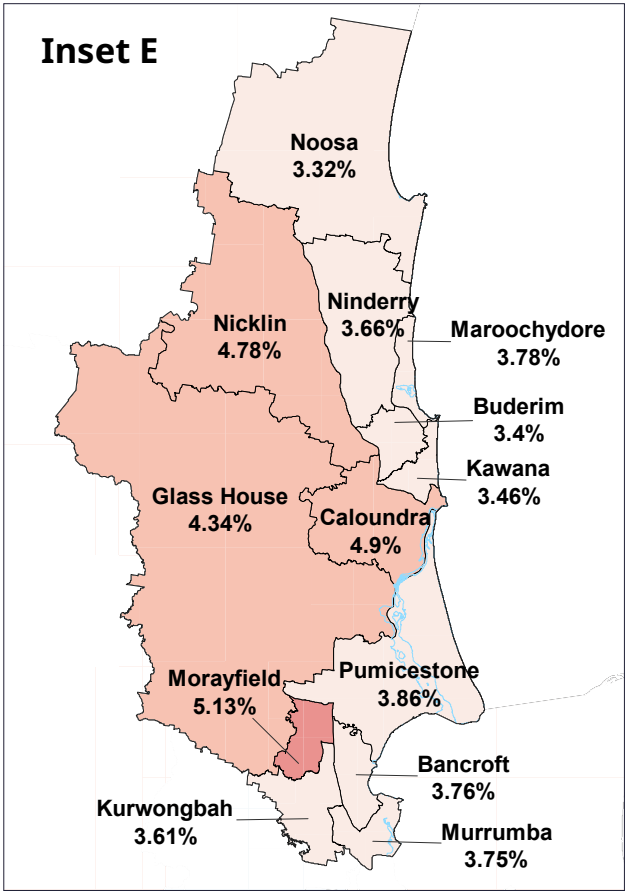 Inset E
Noosa
3.32%
Ninderry
3.66%
Nicklin
4.78%
Maroochydore
3.78%
Buderim
3.4%
Kawana
3.46%
Glass House
4.34%
Caloundra
4.9%
Pumicestone
3.86%
Morayfield
5.13%
Bancroft
3.76%
Kurwongbah
3.61%
Murrumba
3.75%